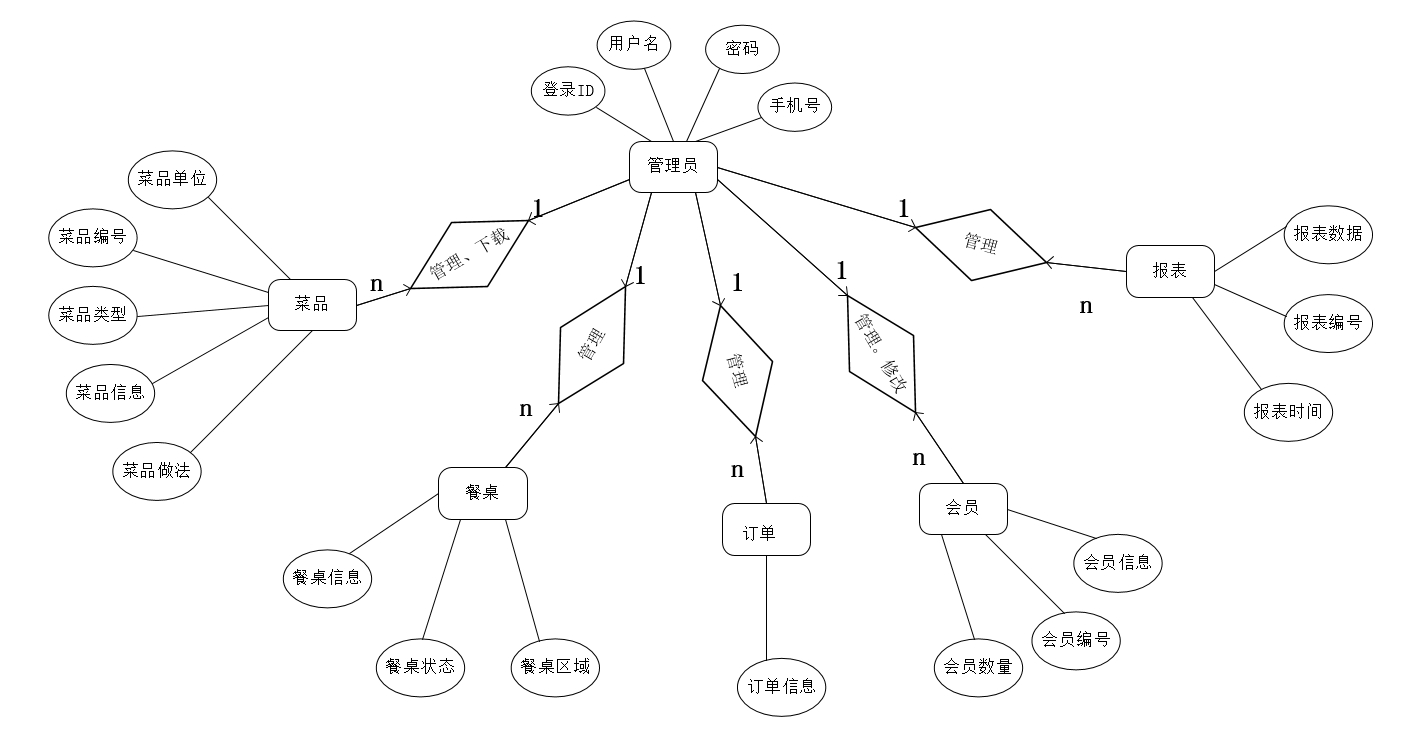 用户名
密码
登录ID
手机号
管理员
菜品单位
1
1
报表数据
菜品编号
管理、下载
管理
报表
n
1
1
1
菜品
n
菜品类型
管理
管理。修改
报表编号
管理
菜品信息
n
报表时间
n
n
菜品做法
餐桌
会员
订单
餐桌信息
会员信息
会员编号
餐桌状态
餐桌区域
会员数量
订单信息